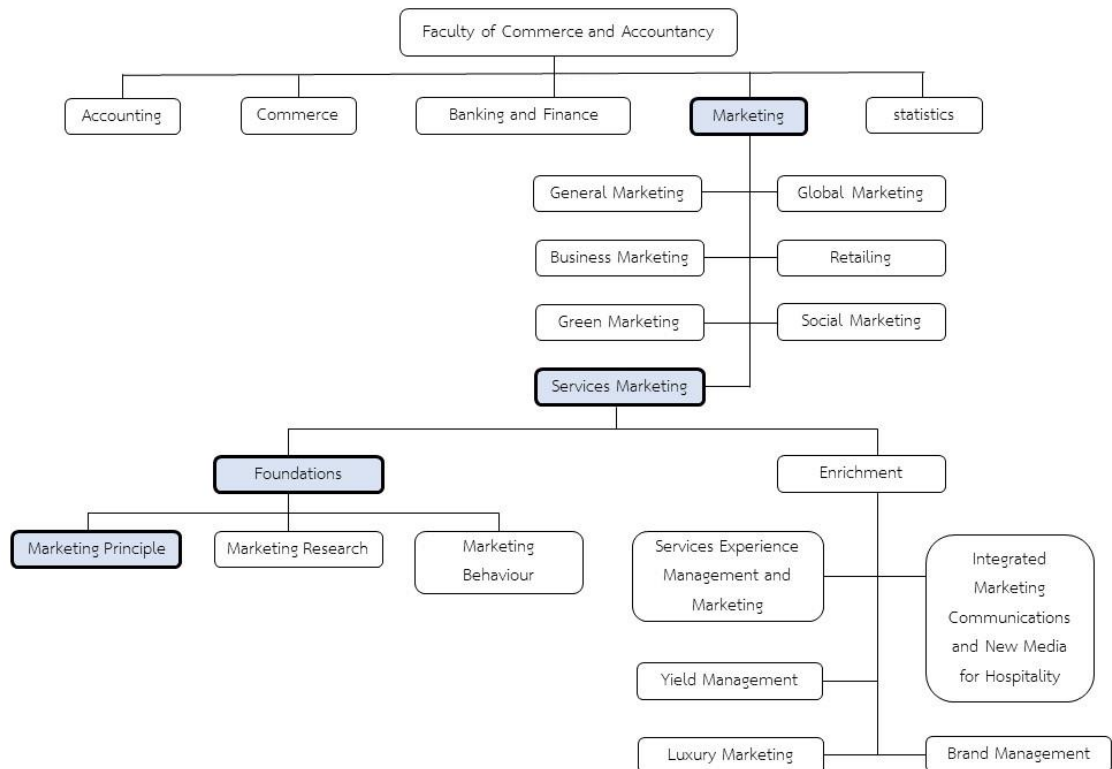 Faculty of Commerce and Accountancy
Accounting
Commerce
Banking and Finance
Marketing
statistics
General Marketing
Global Marketing
Business Marketing
Retailing
Green Marketing
Social Marketing
Services Marketing
Foundations
Enrichment
Marketing Principle
Marketing Research
Marketing
Behaviour
Services Experience
Management and
Marketing
Integrated
Marketing
Communications
and New Media
for Hospitality
Yield Management
Luxury Marketing
Brand Management